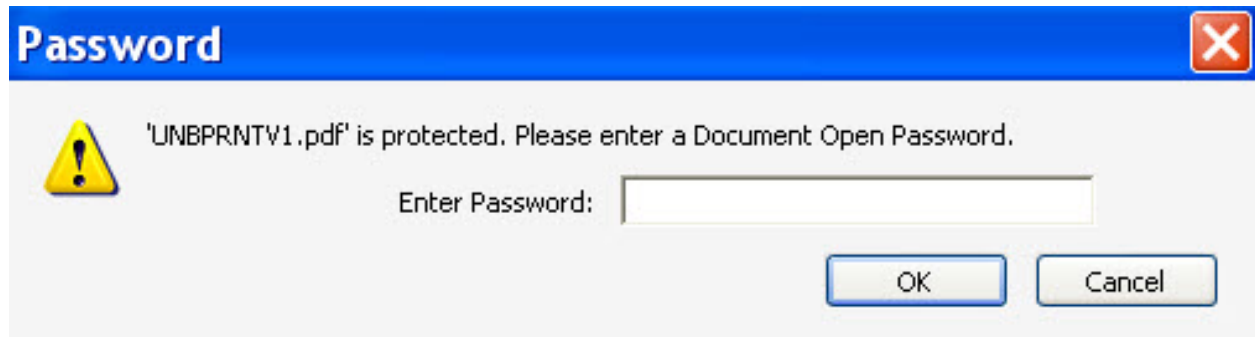 Password
'UNBPRNTV1.pdf' is protected. Please enter a Document Open Password.
Enter Password:
OK Cancel